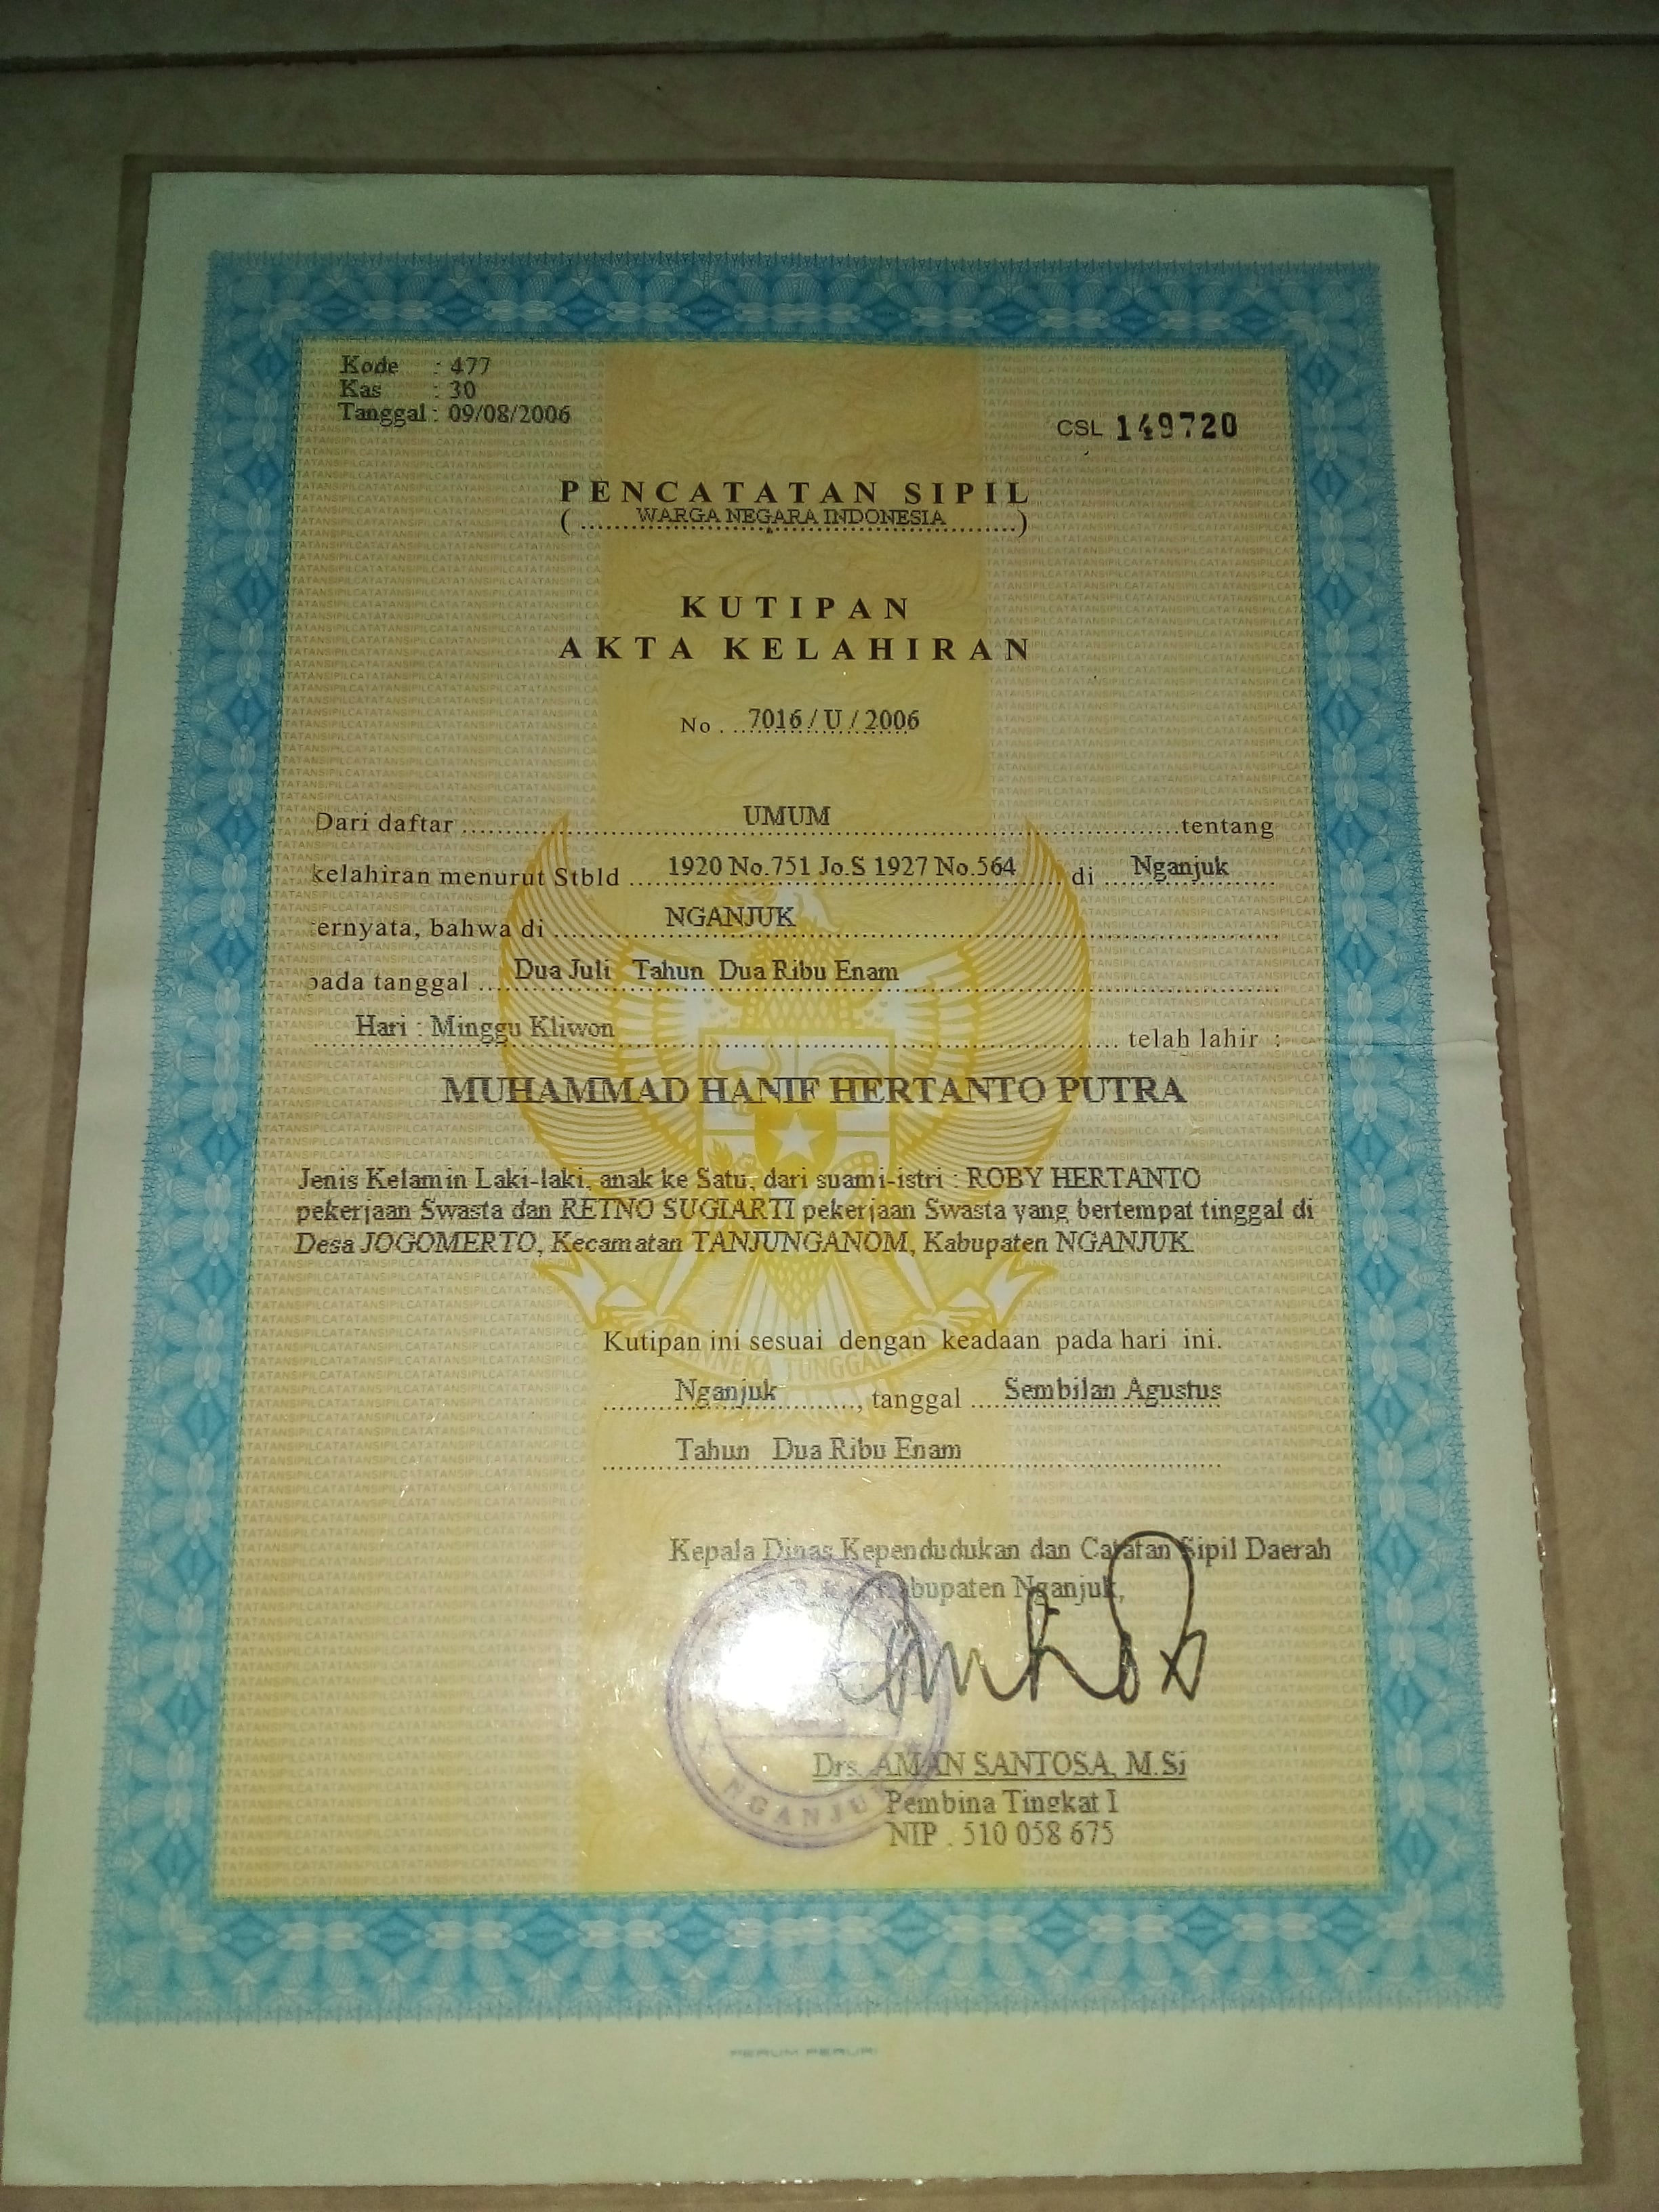 Kode : 477
Kas : 30
Tanggal : 09/08/2006
CSL 149720
PENCATATAN SIPIL
( WARGA NEGARA INDONESIA )
KUTIPAN
AKTA KELAHIRAN
No. 7016 / U / 2006
Dari daftar UMUM tentang
kelahiran menurut Stbld 1920 No.751 Jo.S 1927 No.564 di Nganjuk
ernyata, bahwa di NGANJUK
pada tanggal Dua Juli Tahun Dua Ribu Enam
Hari : Minggu Kliwon telah lahir :
MUHAMMAD HANIF HERTANTO PUTRA
Jenis Kelamin Laki-laki, anak ke Satu, dari suami-istri : ROBY HERTANTO
pekerjaan Swasta dan RETNO SUGIARTI pekerjaan Swasta yang bertempat tinggal di
Desa JOGOMERTO, Kecamatan TANJUNGANOM, Kabupaten NGANJUK.
Kutipan ini sesuai dengan keadaan pada hari ini.
Nganjuk, tanggal Sembilan Agustus
Tahun Dua Ribu Enam
Kepala Dinas Kependudukan dan Catatan Sipil Daerah
Kabupaten Nganjuk,
NGANJUK
Drs. AMAN SANTOSA, M.Si
Pembina Tingkat I
NIP . 510 058 675
PERUM PERURI